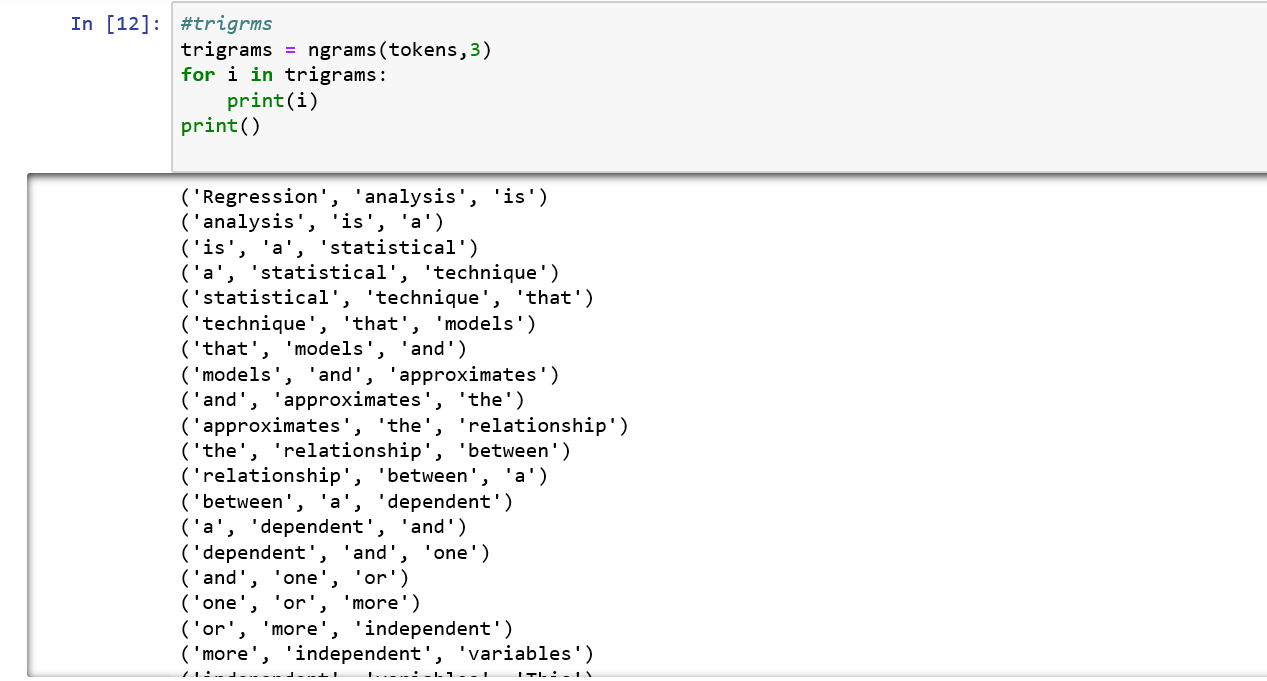 In [12]: #trigrms
trigrams = ngrams(tokens,3)
for i in trigrams:
    print(i)
print()
('Regression', 'analysis', 'is')
('analysis', 'is', 'a')
('is', 'a', 'statistical')
('a', 'statistical', 'technique')
('statistical', 'technique', 'that')
('technique', 'that', 'models')
('that', 'models', 'and')
('models', 'and', 'approximates')
('and', 'approximates', 'the')
('approximates', 'the', 'relationship')
('the', 'relationship', 'between')
('relationship', 'between', 'a')
('between', 'a', 'dependent')
('a', 'dependent', 'and')
('dependent', 'and', 'one')
('and', 'one', 'or')
('one', 'or', 'more')
('or', 'more', 'independent')
('more', 'independent', 'variables')
('independent', 'variables', 'This')